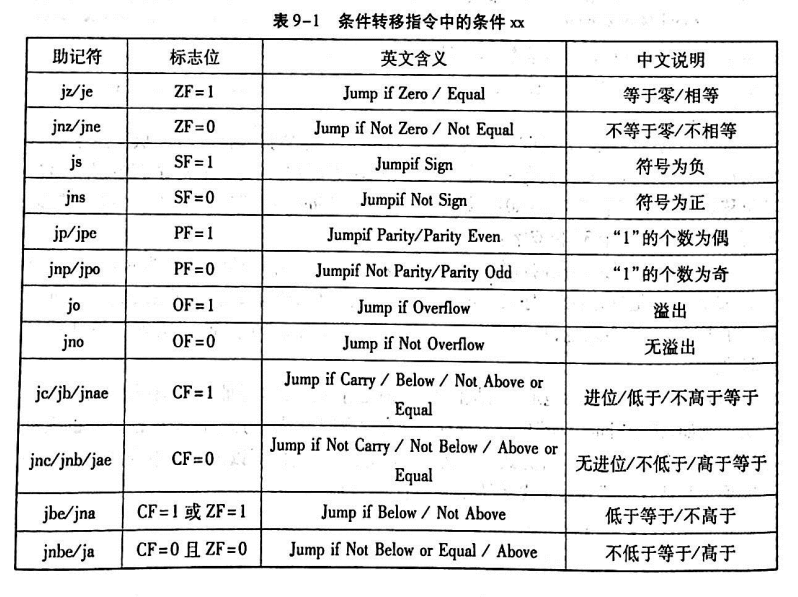 表 9-1 条件转移指令中的条件 xx
助记符 标志位 英文含义 中文说明
jz/je ZF=1 Jump if Zero / Equal 等于零/相等
jnz/jne ZF=0 Jump if Not Zero / Not Equal 不等于零/不相等
js SF=1 Jumpif Sign 符号为负
jns SF=0 Jumpif Not Sign 符号为正
jp/jpe PF=1 Jumpif Parity/Parity Even “1”的个数为偶
jnp/jpo PF=0 Jumpif Not Parity/Parity Odd “1”的个数为奇
jo OF=1 Jump if Overflow 溢出
jno OF=0 Jump if Not Overflow 无溢出
jc/jb/jnae CF=1 Jump if Carry / Below / Not Above or
Equal 进位/低于/不高于等于
jnc/jnb/jae CF=0 Jump if Not Carry / Not Below / Above or
Equal 无进位/不低于/高于等于
jbe/jna CF=1 或 ZF=1 Jump if Below / Not Above 低于等于/不高于
jnbe/ja CF=0 且 ZF=0 Jump if Not Below or Equal / Above 不低于等于/高于